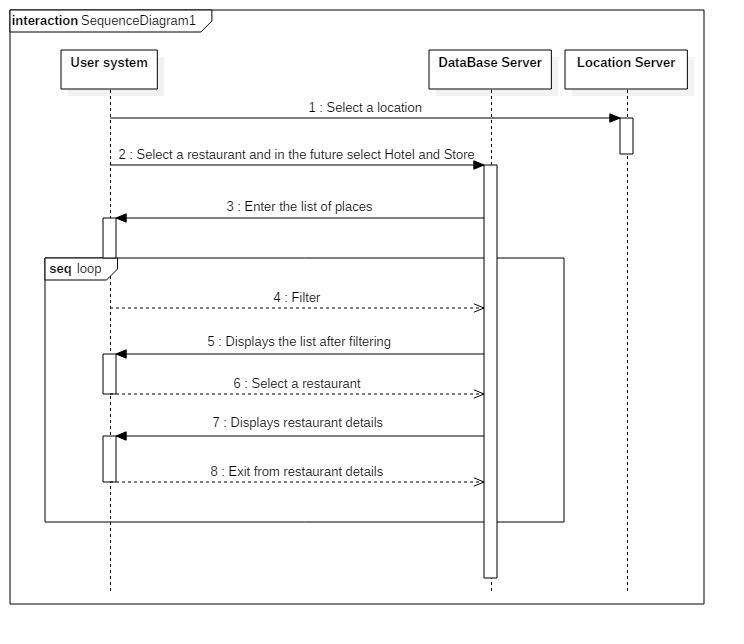 interaction SequenceDiagram1
User system
DataBase Server
Location Server
1 : Select a location
2 : Select a restaurant and in the future select Hotel and Store
3 : Enter the list of places
seq loop
4 : Filter
5 : Displays the list after filtering
6 : Select a restaurant
7 : Displays restaurant details
8 : Exit from restaurant details